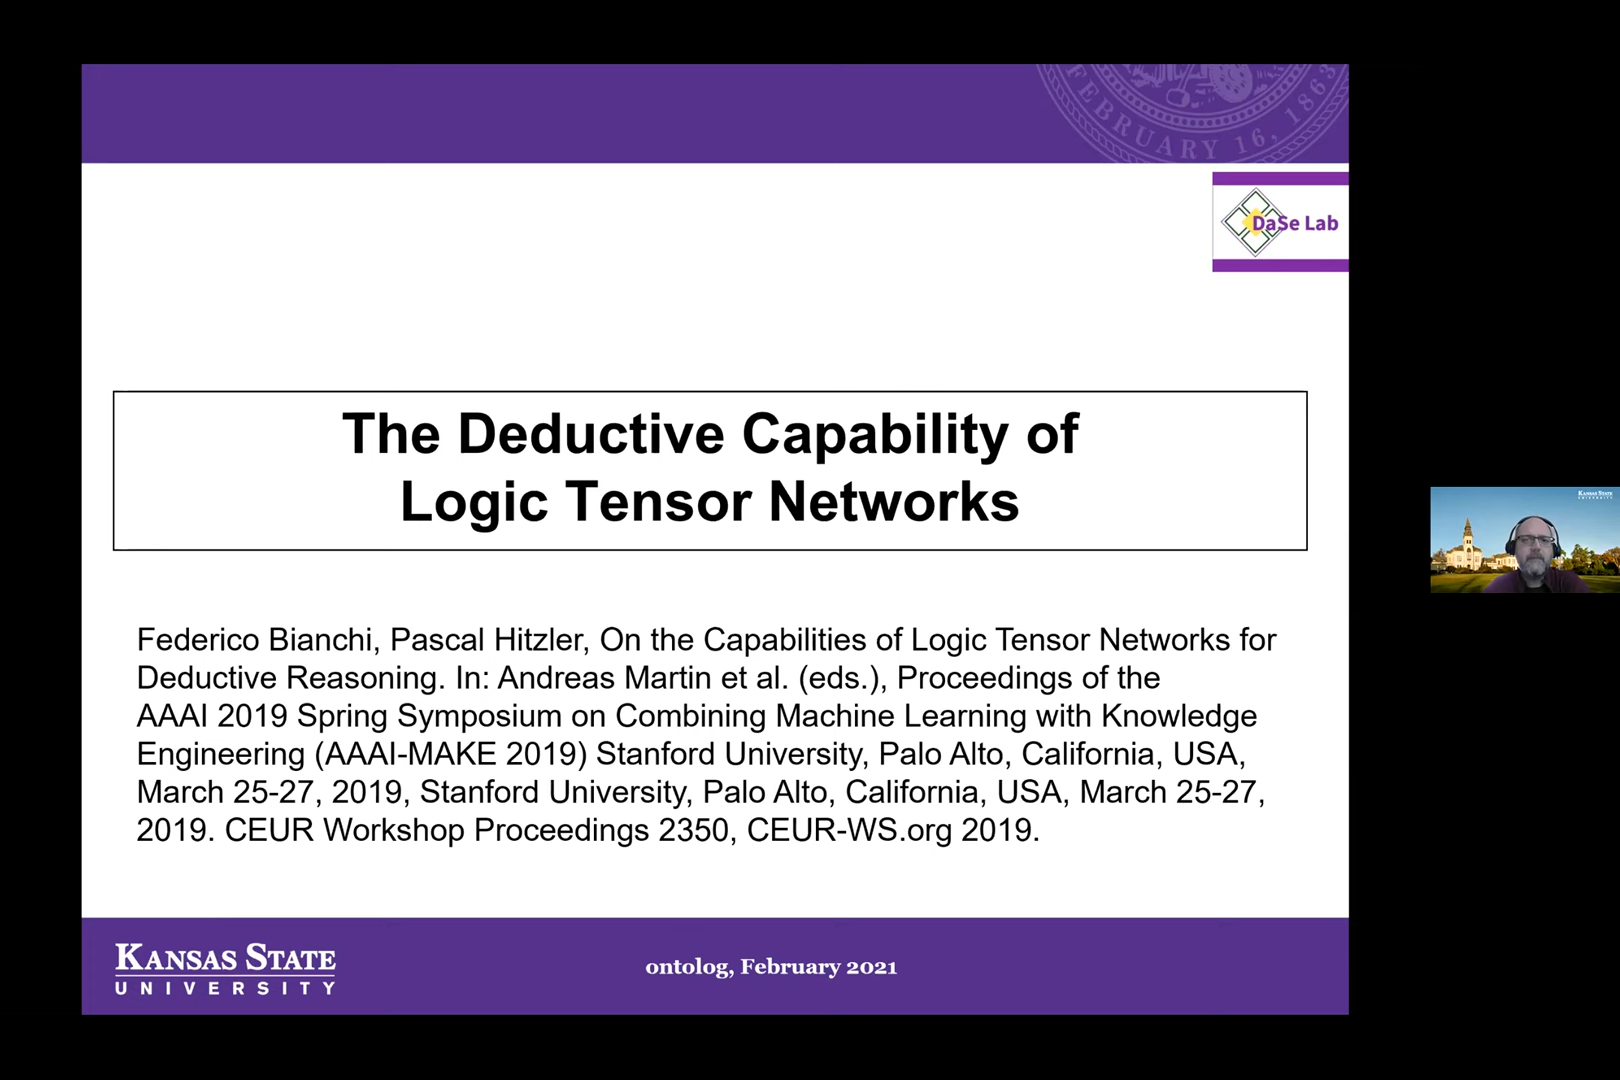 FEBRUARY 16, 1863
DaSe Lab
The Deductive Capability of
Logic Tensor Networks
KANSAS STATE
UNIVERSITY
Federico Bianchi, Pascal Hitzler, On the Capabilities of Logic Tensor Networks for
Deductive Reasoning. In: Andreas Martin et al. (eds.), Proceedings of the
AAAI 2019 Spring Symposium on Combining Machine Learning with Knowledge
Engineering (AAAI-MAKE 2019) Stanford University, Palo Alto, California, USA,
March 25-27, 2019, Stanford University, Palo Alto, California, USA, March 25-27,
2019. CEUR Workshop Proceedings 2350, CEUR-WS.org 2019.
KANSAS STATE
UNIVERSITY
ontolog, February 2021